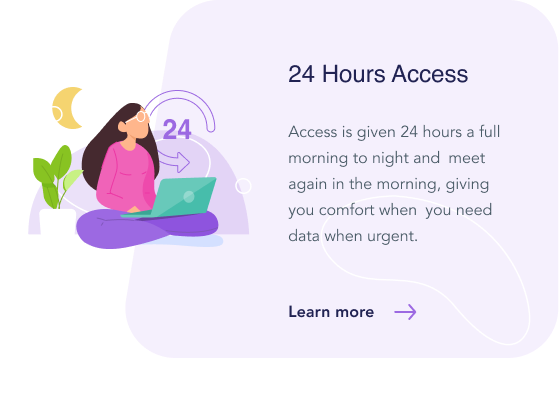 24 Hours Access
24
Access is given 24 hours a full
morning to night and  meet
again in the morning, giving
you comfort when  you need
data when urgent.
Learn more